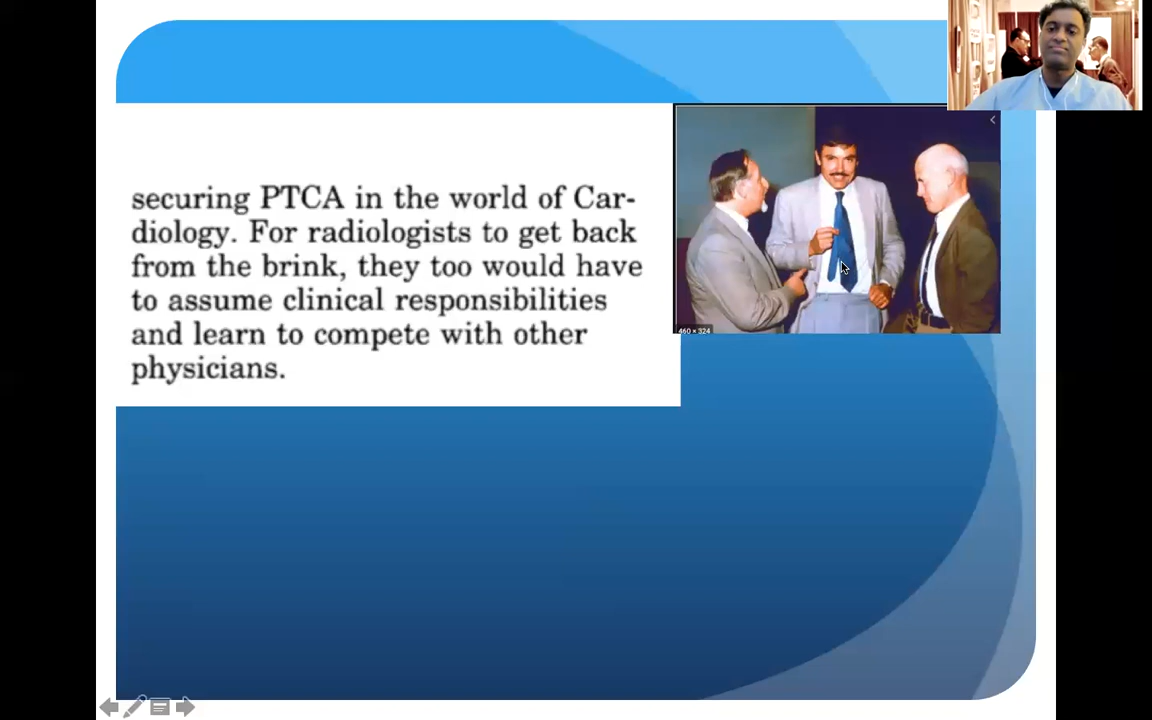 securing PTCA in the world of Car-
diology. For radiologists to get back
from the brink, they too would have
to assume clinical responsibilities
and learn to compete with other
physicians.
460 × 324